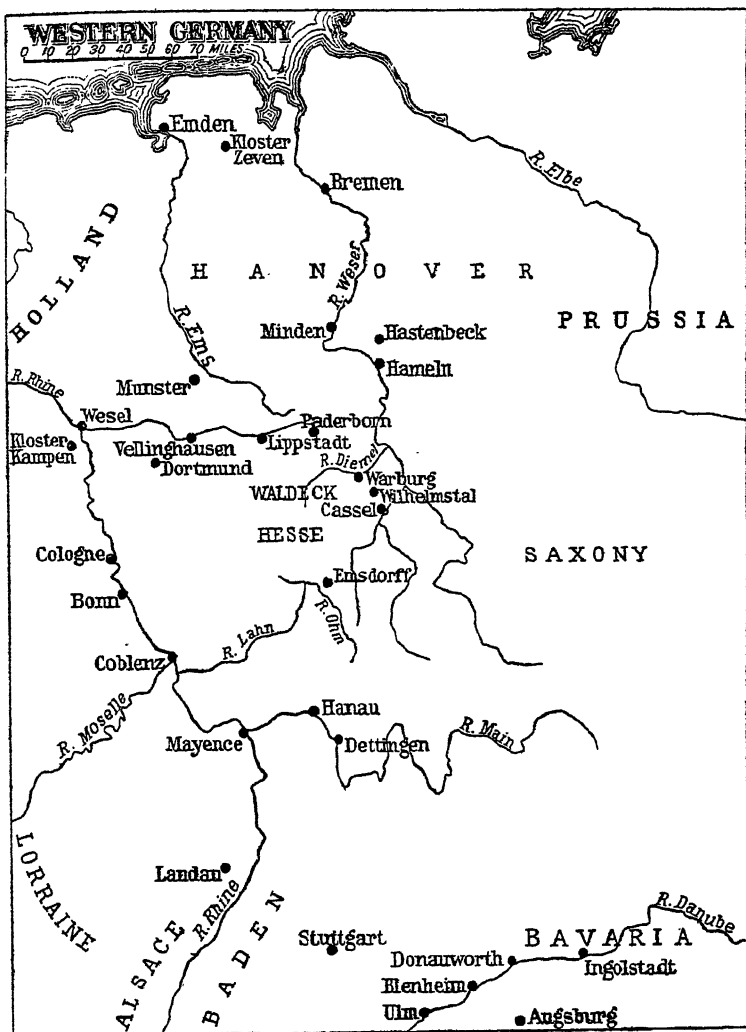 WESTERN GERMANY
0 10 20 30 40 50 60 70 MILES
Emden
Kloster
Zeven
Bremen
R. Elbe
HOLLAND
HANOVER
R. Weser
R. Ems
Minden
Hastenbeck
PRUSSIA
Hameln
Munster
R. Rhine
Wesel
Paderborn
Kloster
Kampen
Vellinghausen
Lippstadt
Dortmund
R. Diemel
Warburg
WALDECK
Wilhelmstal
Cassel
HESSE
Cologne
SAXONY
Emsdorff
Bonn
R. Ohm
R. Lahn
Coblenz
R. Moselle
Hanau
R. Main
Mayence
Dettingen
LORRAINE
Landau
R. Rhine
ALSACE
BADEN
Stuttgart
R. Danube
BAVARIA
Donauworth
Ingolstadt
Blenheim
Ulm
Augsburg